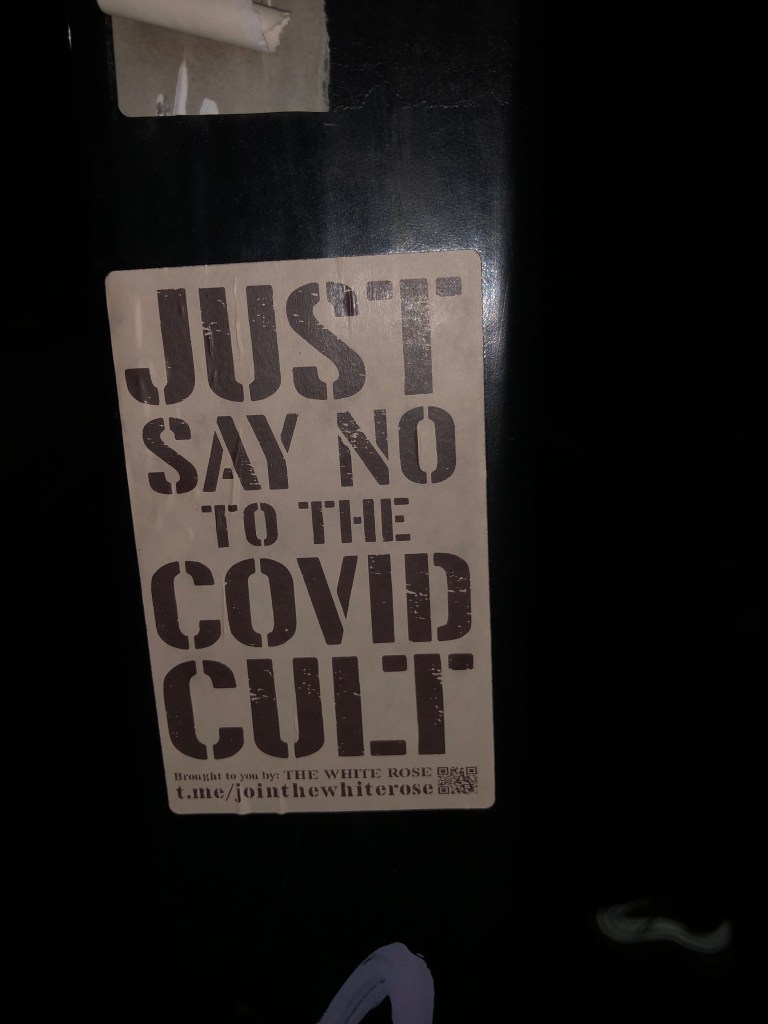 JUST
SAY NO
TO THE
COVID
CULT
Brought to you by: THE WHITE ROSE
t.me/jointhewhiterose